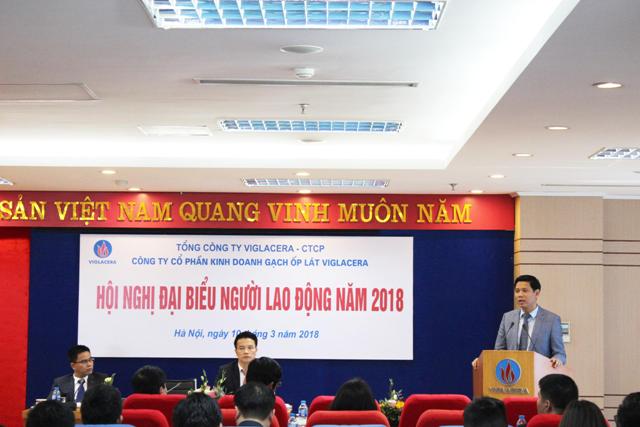 SẢN VIỆT NAM QUANG VINH MUÔN NĂM
TỔNG CÔNG TY VIGLACERA - CTCP
CÔNG TY CỔ PHẦN KINH DOANH GẠCH ỐP LÁT VIGLACERA
VIGLACERA
HỘI NGHỊ ĐẠI BIỂU NGƯỜI LAO ĐỘNG NĂM 2018
Hà Nội, ngày tháng 3 năm 2018
VIGLACERA